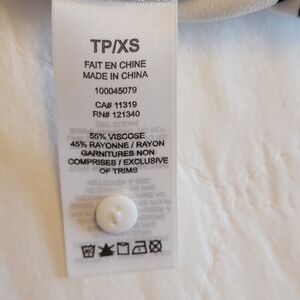 TP/XS
FAIT EN CHINE
MADE IN CHINA
100045079
CA# 11319
RN# 121340
55% VISCOSE
45% RAYONNE / RAYON
GARNITURES NON
COMPRISES / EXCLUSIVE
OF TRIMS